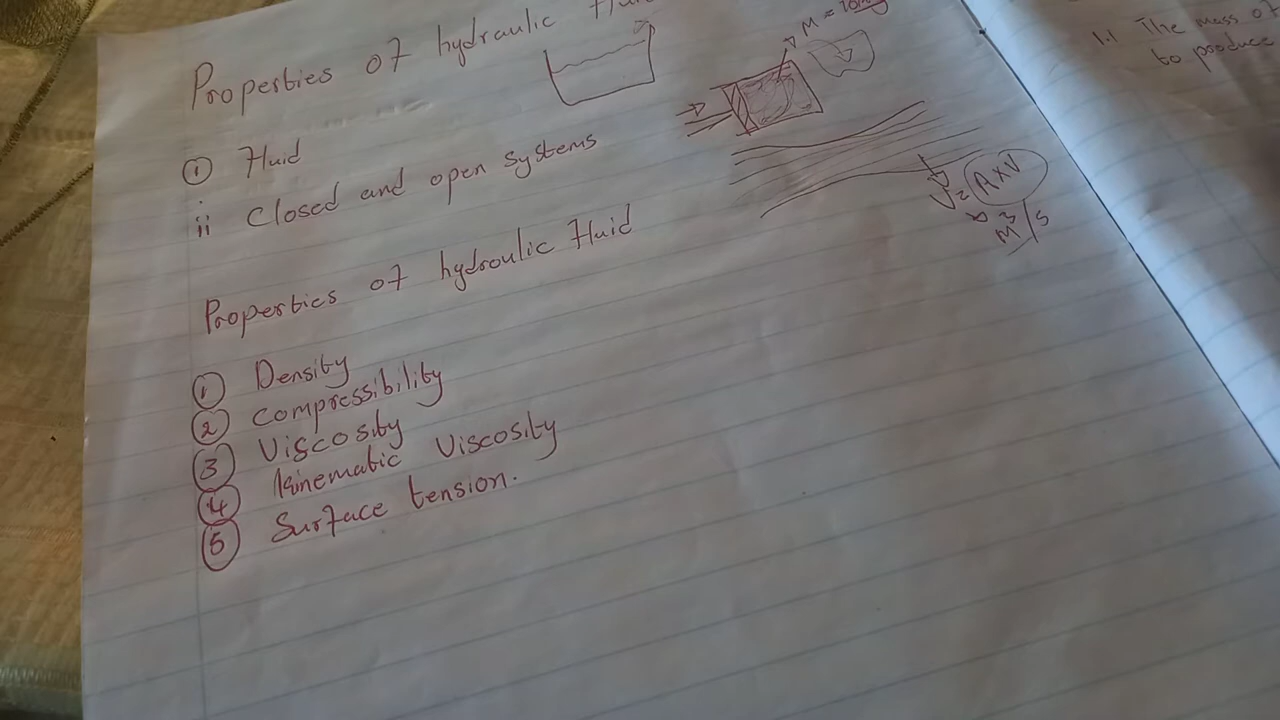 Properties of hydraulic
M =
① Fluid
ii Closed and open systems
V = A×V
M³/S
Properties of hydraulic Fluid
① Density
② Compressibility
③ Viscosity
④ Kinematic Viscosity
⑤ Surface tension.
1.1 The mass of
to produce